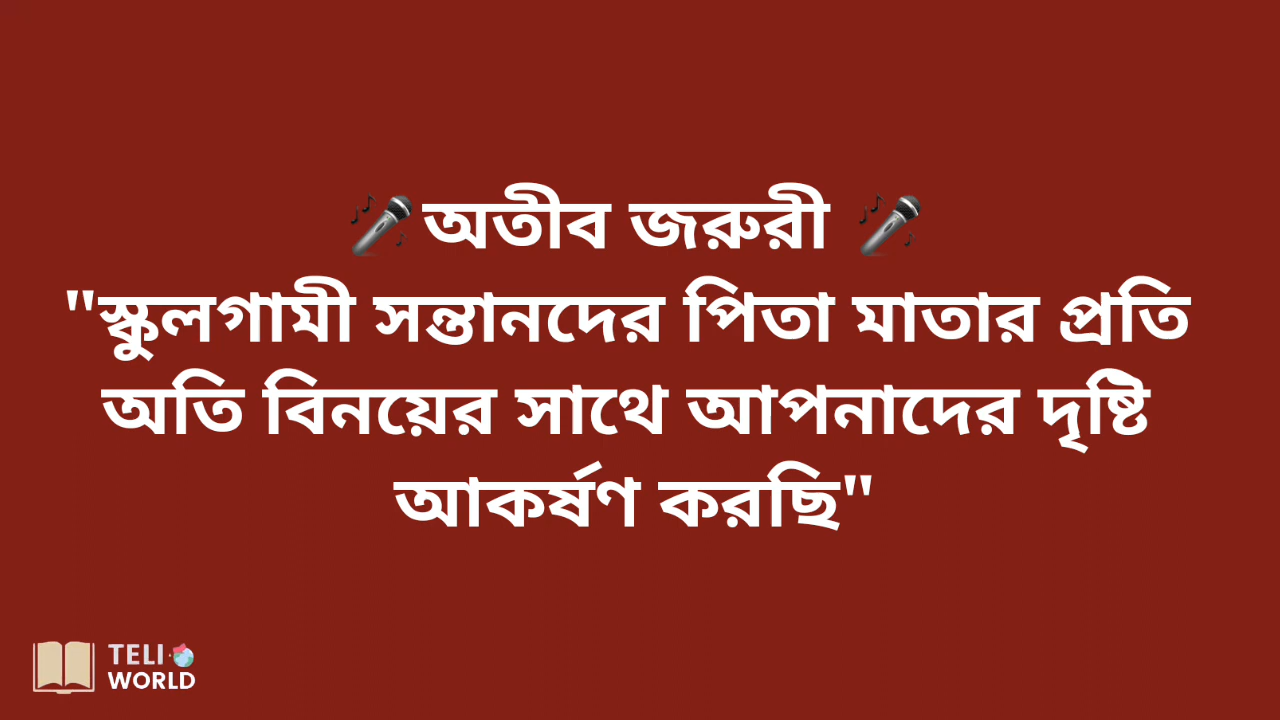 🎤অতীব জরুরী 🎤
"স্কুলগামী সন্তানদের পিতা মাতার প্রতি
অতি বিনয়ের সাথে আপনাদের দৃষ্টি
আকর্ষণ করছি"
TELI
WORLD